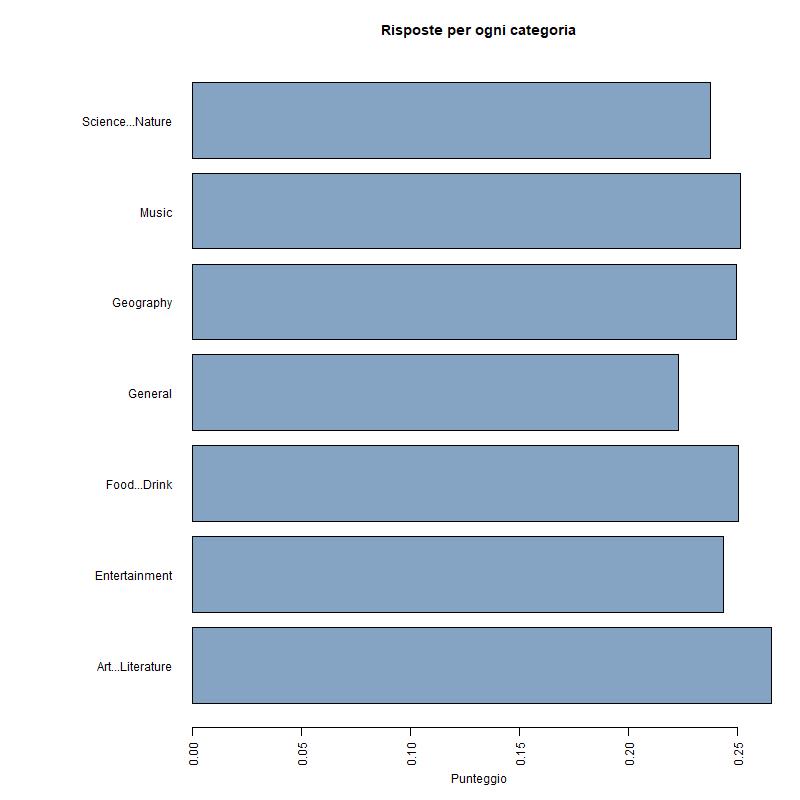 Risposte per ogni categoria
Science...Nature
Music
Geography
General
Food...Drink
Entertainment
Art...Literature
0.00
0.05
0.10
0.15
0.20
0.25
Punteggio